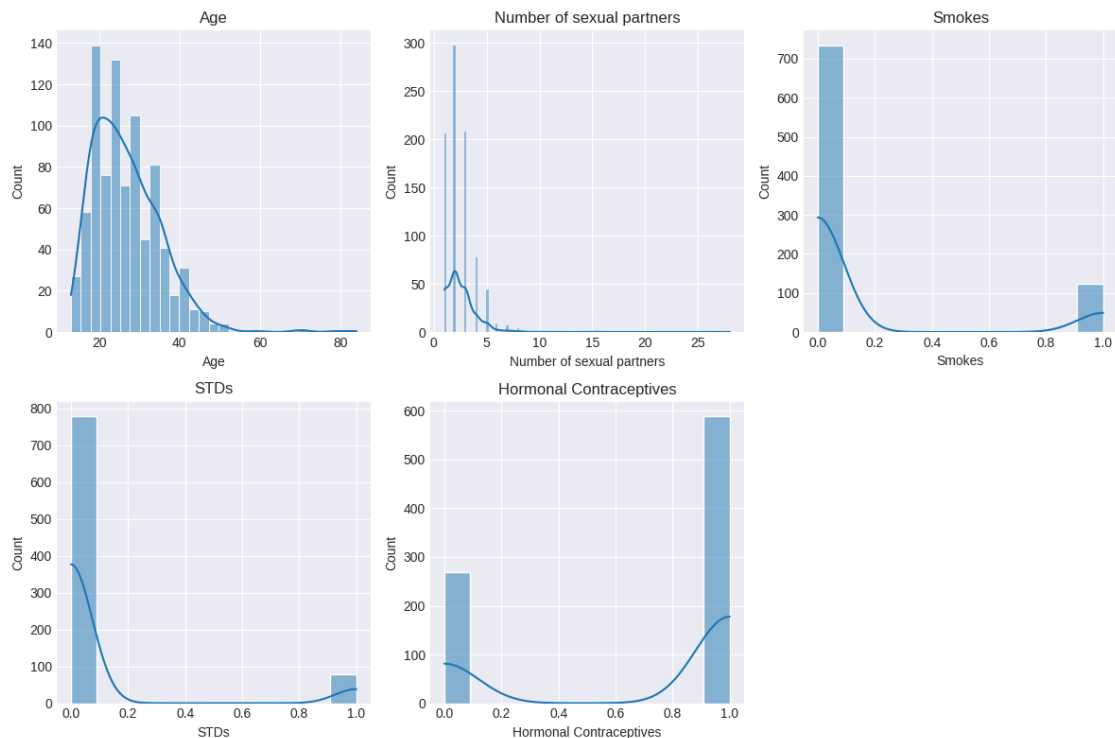 Age
Number of sexual partners
Smokes
140
120
100
80
60
40
20
0
Count
20 40 60 80
Age
300
250
200
150
100
50
0
Count
0 5 10 15 20 25
Number of sexual partners
700
600
500
400
300
200
100
0
Count
0.0 0.2 0.4 0.6 0.8 1.0
Smokes
STDs
Hormonal Contraceptives
800
700
600
500
400
300
200
100
0
Count
0.0 0.2 0.4 0.6 0.8 1.0
STDs
600
500
400
300
200
100
0
Count
0.0 0.2 0.4 0.6 0.8 1.0
Hormonal Contraceptives